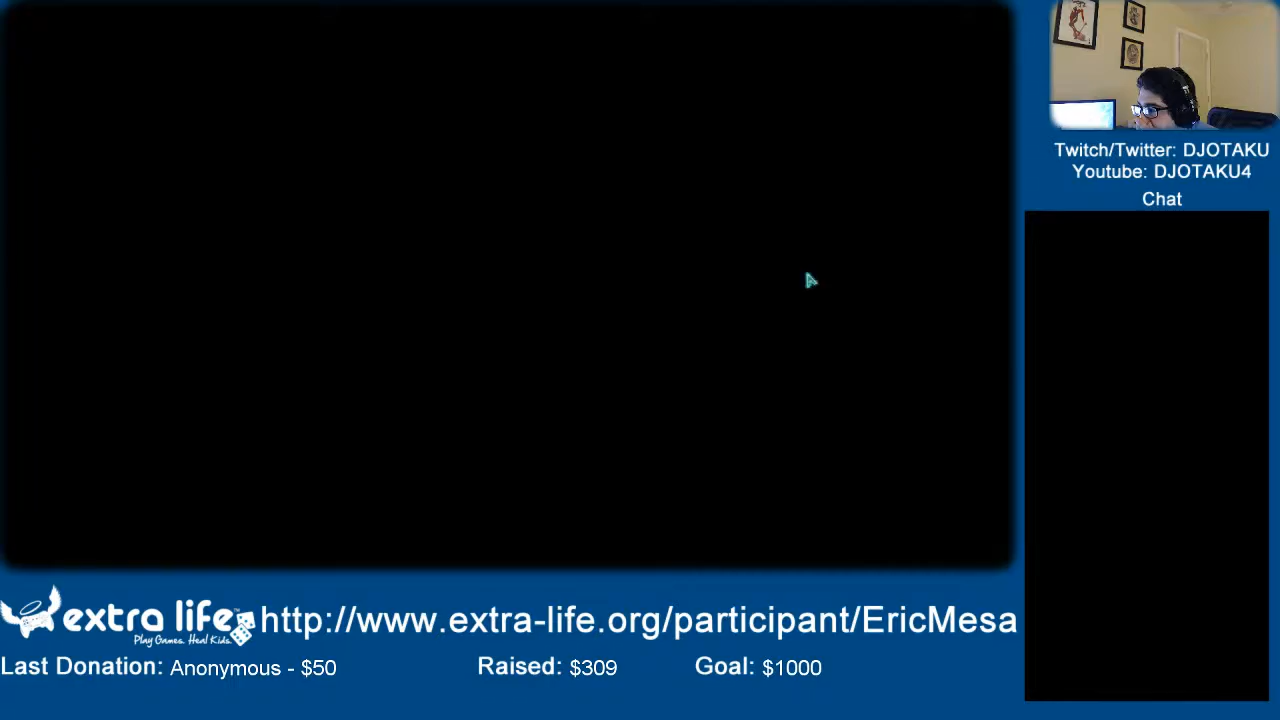 Twitch/Twitter: DJOTAKU
Youtube: DJOTAKU4
Chat
extra life
Play Games. Heal Kids.
http://www.extra-life.org/participant/EricMesa
Last Donation: Anonymous - $50
Raised: $309
Goal: $1000